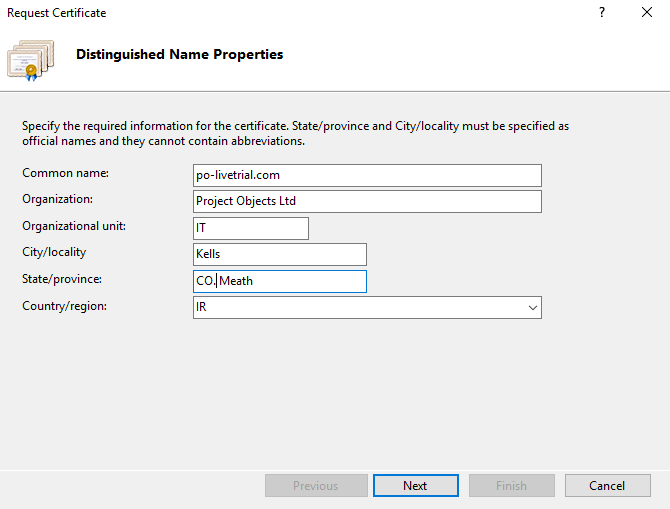 Request Certificate
?
Distinguished Name Properties
Specify the required information for the certificate. State/province and City/locality must be specified as
official names and they cannot contain abbreviations.
Common name: po-livetrial.com
Organization: Project Objects Ltd
Organizational unit: IT
City/locality Kells
State/province: CO. Meath
Country/region: IR
Previous Next Finish Cancel